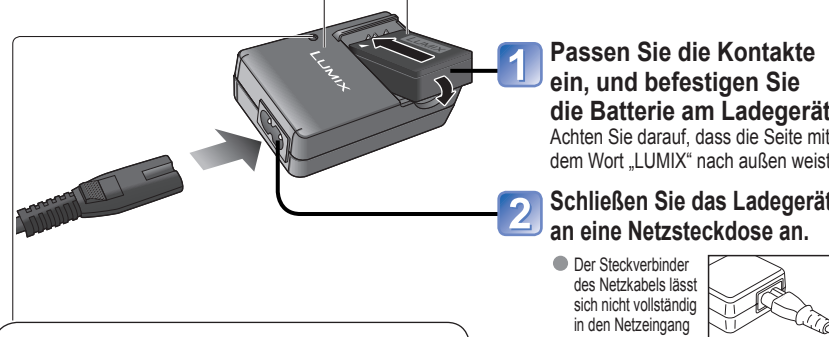 LUMIX
LUMIX
1
Passen Sie die Kontakte
ein, und befestigen Sie
die Batterie am Ladegerät
Achten Sie darauf, dass die Seite mit
dem Wort „LUMIX“ nach außen weist
2
Schließen Sie das Ladegerät
an eine Netzsteckdose an.
● Der Steckverbinder
des Netzkabels lässt
sich nicht vollständig
in den Netzeingang